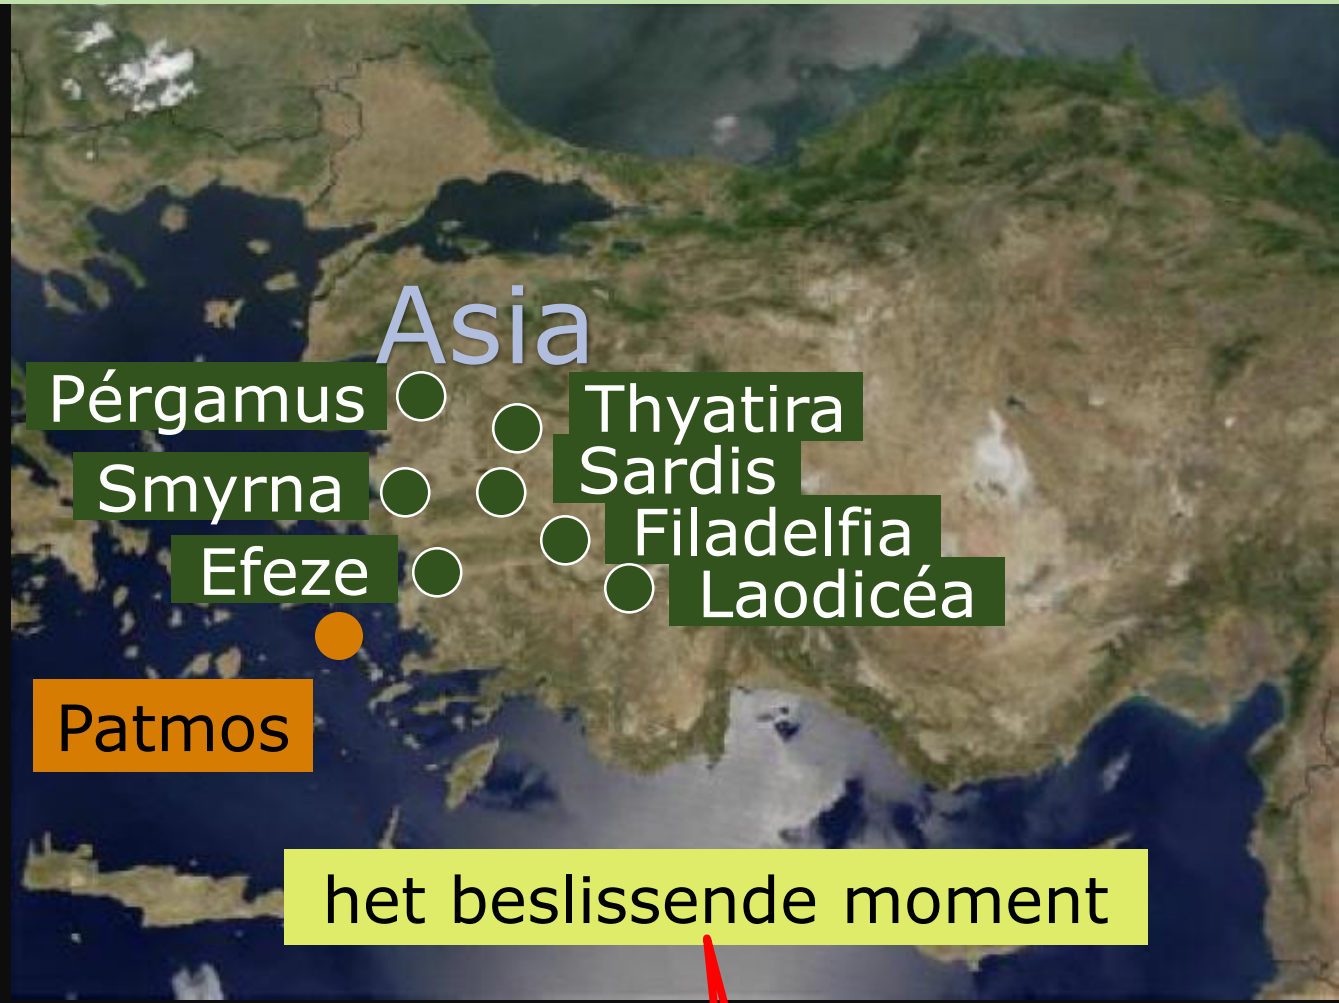 Asia
Pérgamus
Thyatira
Smyrna
Sardis
Filadelfia
Efeze
Laodicéa
Patmos
het beslissende moment